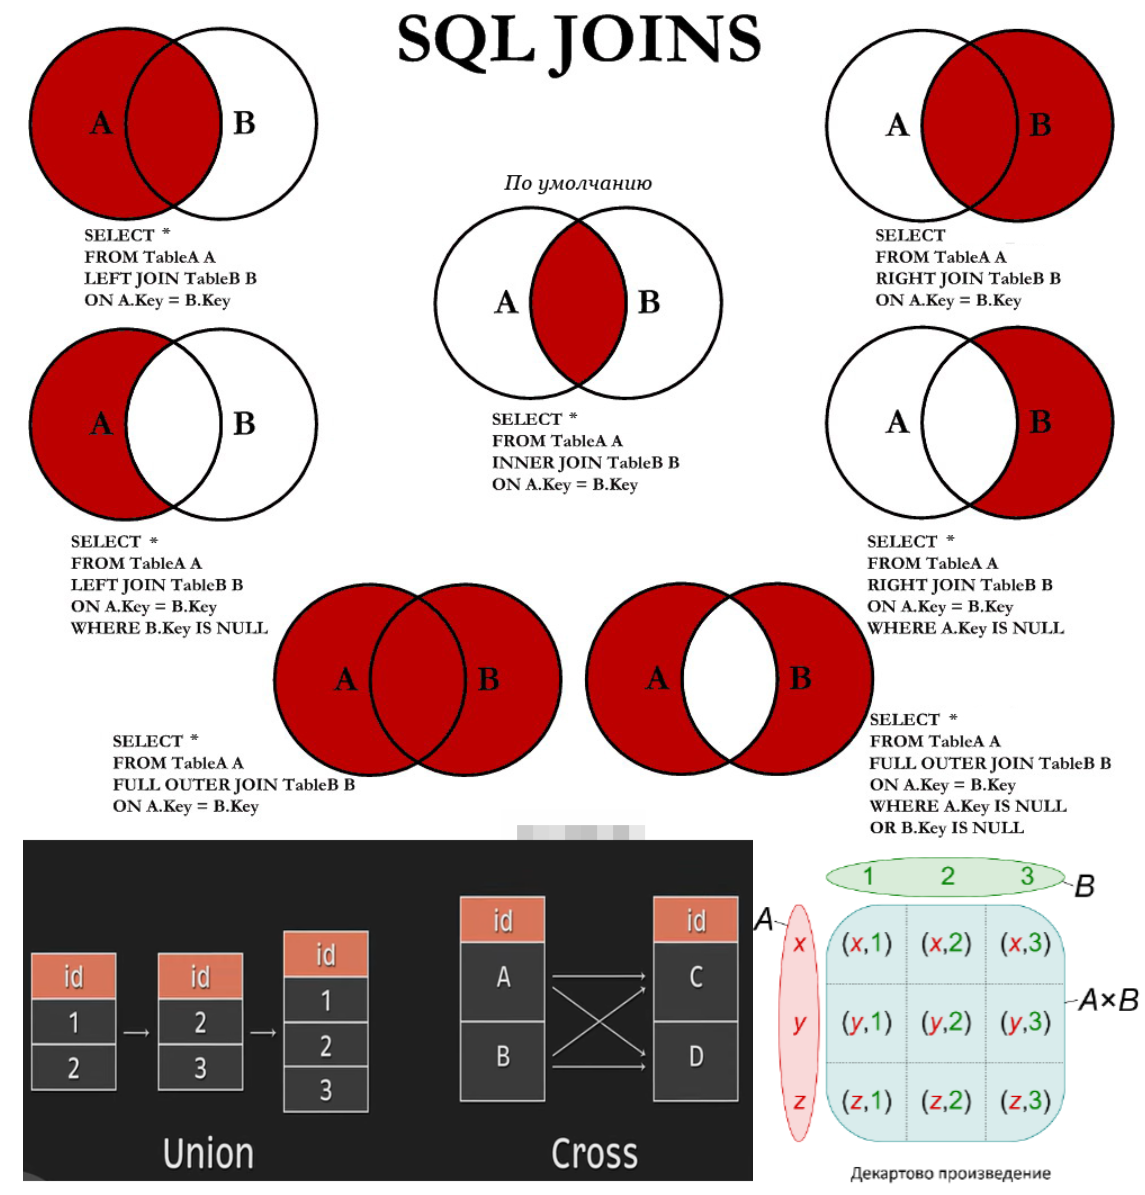 SQL JOINS
A B
SELECT *
FROM TableA A
LEFT JOIN TableB B
ON A.Key = B.Key
A B
SELECT
FROM TableA A
RIGHT JOIN TableB B
ON A.Key = B.Key
По умолчанию
A B
SELECT *
FROM TableA A
INNER JOIN TableB B
ON A.Key = B.Key
A B
SELECT *
FROM TableA A
LEFT JOIN TableB B
ON A.Key = B.Key
WHERE B.Key IS NULL
A B
SELECT *
FROM TableA A
RIGHT JOIN TableB B
ON A.Key = B.Key
WHERE A.Key IS NULL
A B
SELECT *
FROM TableA A
FULL OUTER JOIN TableB B
ON A.Key = B.Key
A B
SELECT *
FROM TableA A
FULL OUTER JOIN TableB B
ON A.Key = B.Key
WHERE A.Key IS NULL
OR B.Key IS NULL
id
1
2
id
2
3
id
1
2
3
Union
id
A
B
id
C
D
Cross
1 2 3
B
A
x (x,1) (x,2) (x,3)
A×B
y (y,1) (y,2) (y,3)
z (z,1) (z,2) (z,3)
Декартово произведение